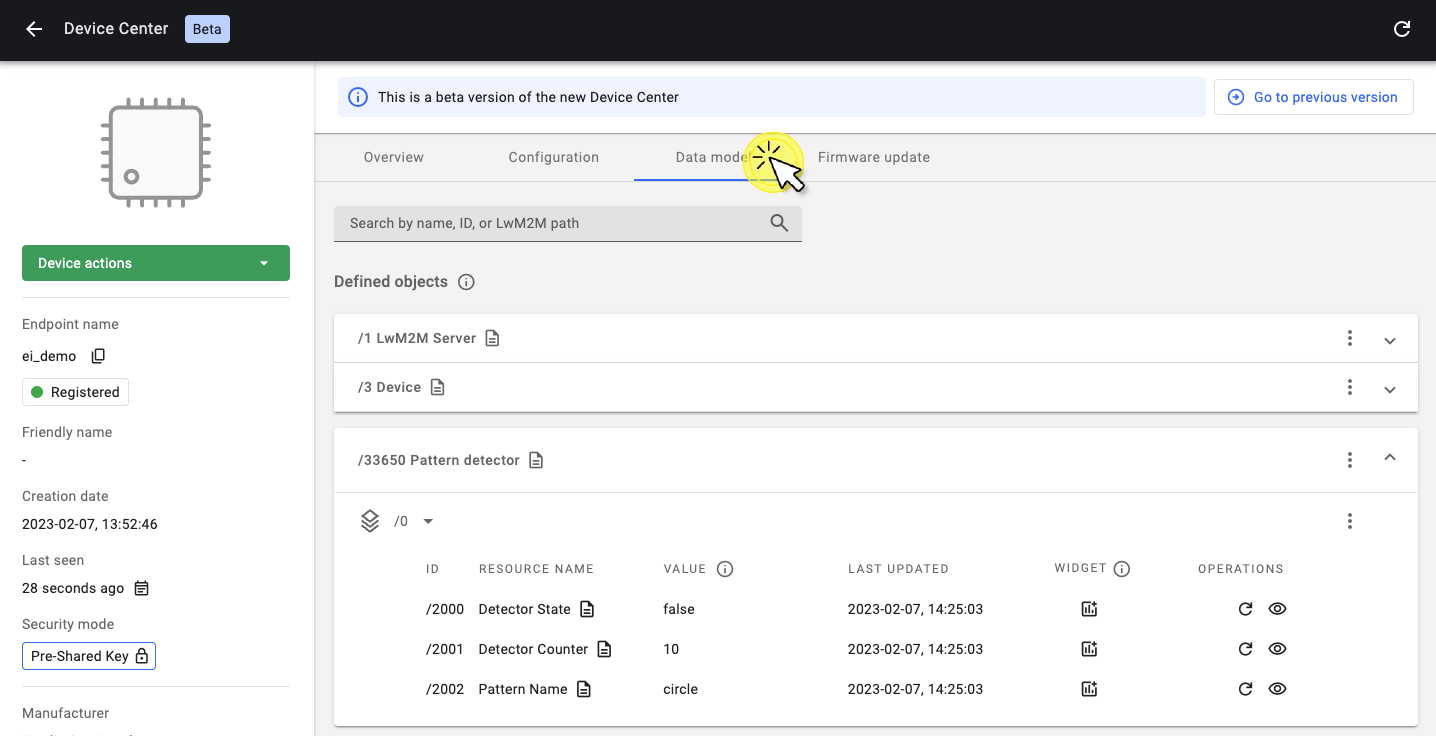 Device Center Beta
This is a beta version of the new Device Center
Go to previous version
Overview Configuration Data model Firmware update
Search by name, ID, or LwM2M path
Device actions
Defined objects
Endpoint name
ei_demo
Registered
Friendly name
-
Creation date
2023-02-07, 13:52:46
Last seen
28 seconds ago
Security mode
Pre-Shared Key
Manufacturer
/1 LwM2M Server
/3 Device
/33650 Pattern detector
/0
ID RESOURCE NAME VALUE LAST UPDATED WIDGET OPERATIONS
/2000 Detector State false 2023-02-07, 14:25:03
/2001 Detector Counter 10 2023-02-07, 14:25:03
/2002 Pattern Name circle 2023-02-07, 14:25:03